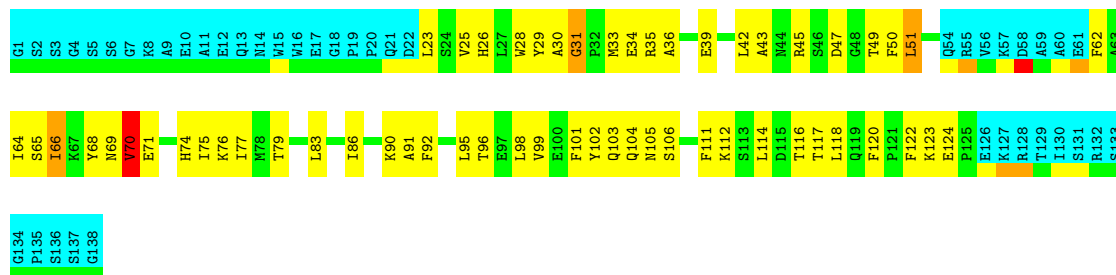 G1 S2 S3 G4 S5 S6 G7 K8 A9 E10 A11 E12 Q13 N14 W15 W16 E17 G18 P19 P20 Q21 D22 L23 S24 V25 H26 L27 W28 Y29 A30 G31 P32 M33 E34 R35 A36 E39 L42 A43 N44 R45 S46 D47 G48 T49 F50 L51 Q54 R55 V56 K57 D58 A59 A60 E61 F62 A63
I64 S65 I66 K67 Y68 N69 V70 E71 H74 I75 K76 I77 M78 T79 L83 I86 K90 A91 F92 L95 T96 E97 L98 V99 E100 F101 Y102 Q103 Q104 N105 S106 F111 K112 S113 L114 D115 T116 T117 L118 Q119 F120 P121 F122 K123 E124 P125 E126 K127 R128 T129 I130 S131 R132 S133
G134 P135 S136 S137 G138